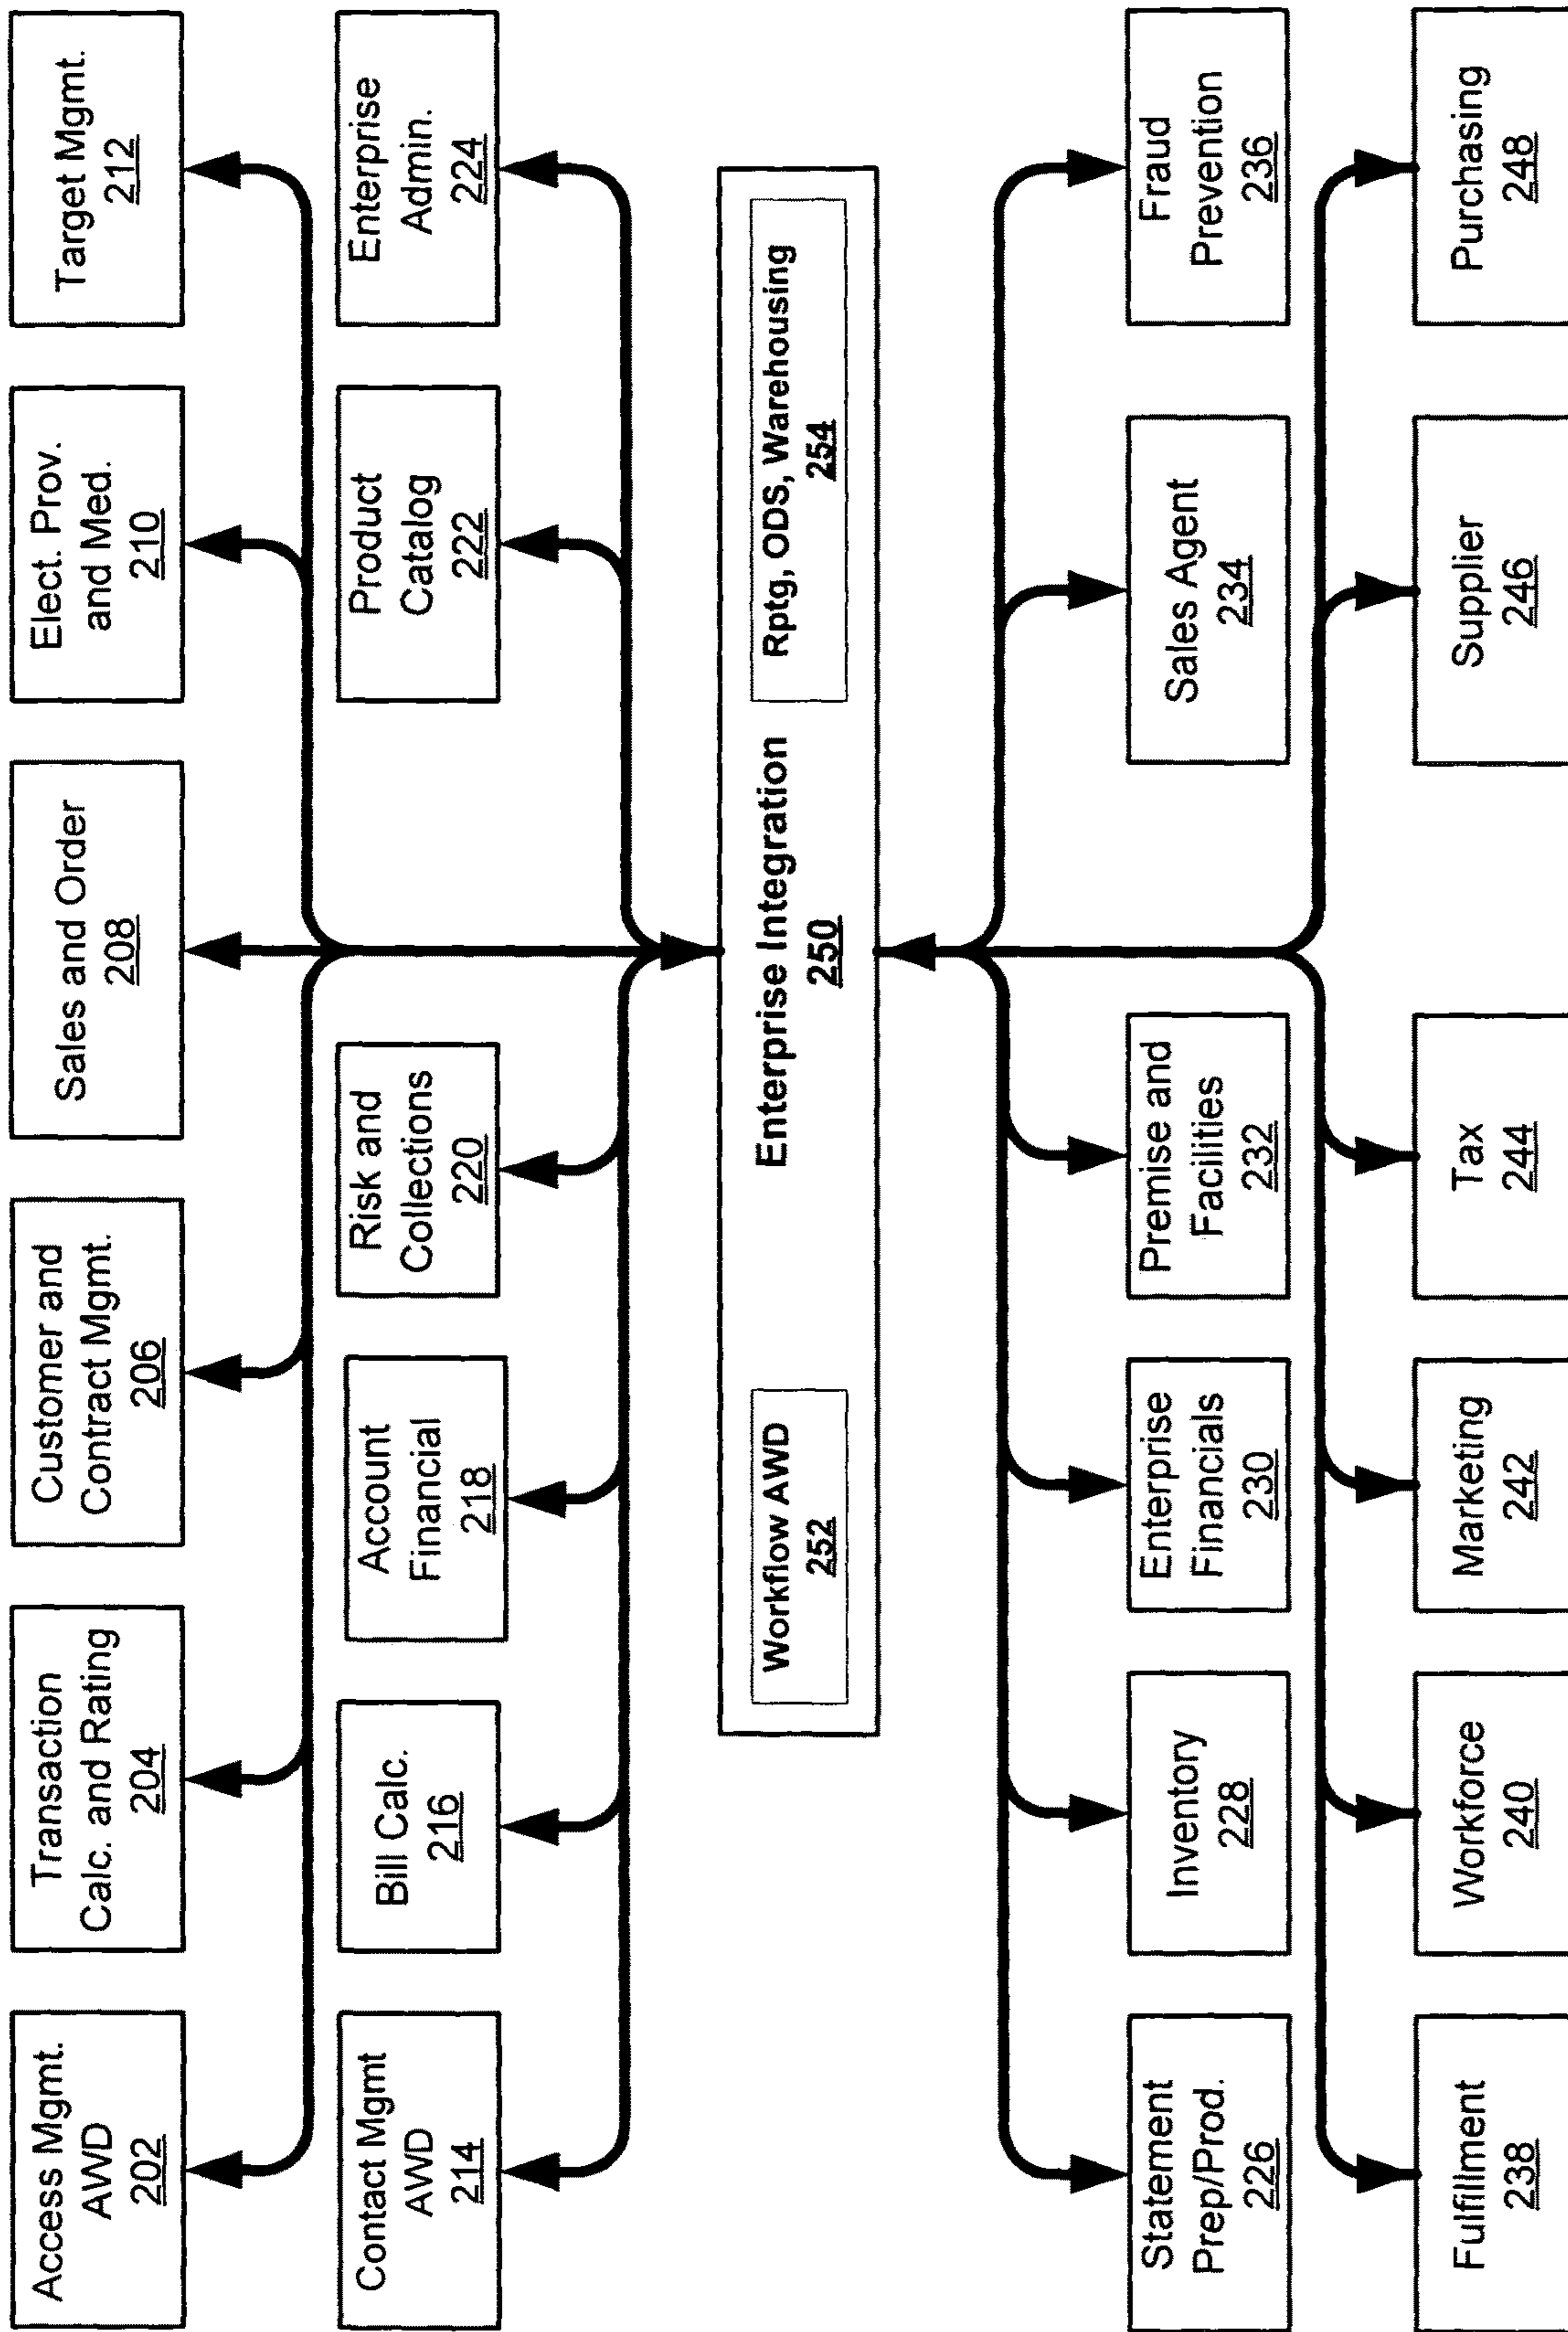 Access Mgmt.
AWD
202
Transaction
Calc. and Rating
204
Customer and
Contract Mgmt.
206
Sales and Order
208
Elect. Prov.
and Med.
210
Target Mgmt.
212
Contact Mgmt
AWD
214
Bill Calc.
216
Account
Financial
218
Risk and
Collections
220
Product
Catalog
222
Enterprise
Admin.
224
Workflow AWD
252
Enterprise Integration
250
Rptg, ODS, Warehousing
254
Statement
Prep/Prod.
226
Inventory
228
Enterprise
Financials
230
Premise and
Facilities
232
Sales Agent
234
Fraud
Prevention
236
Fulfillment
238
Workforce
240
Marketing
242
Tax
244
Supplier
246
Purchasing
248